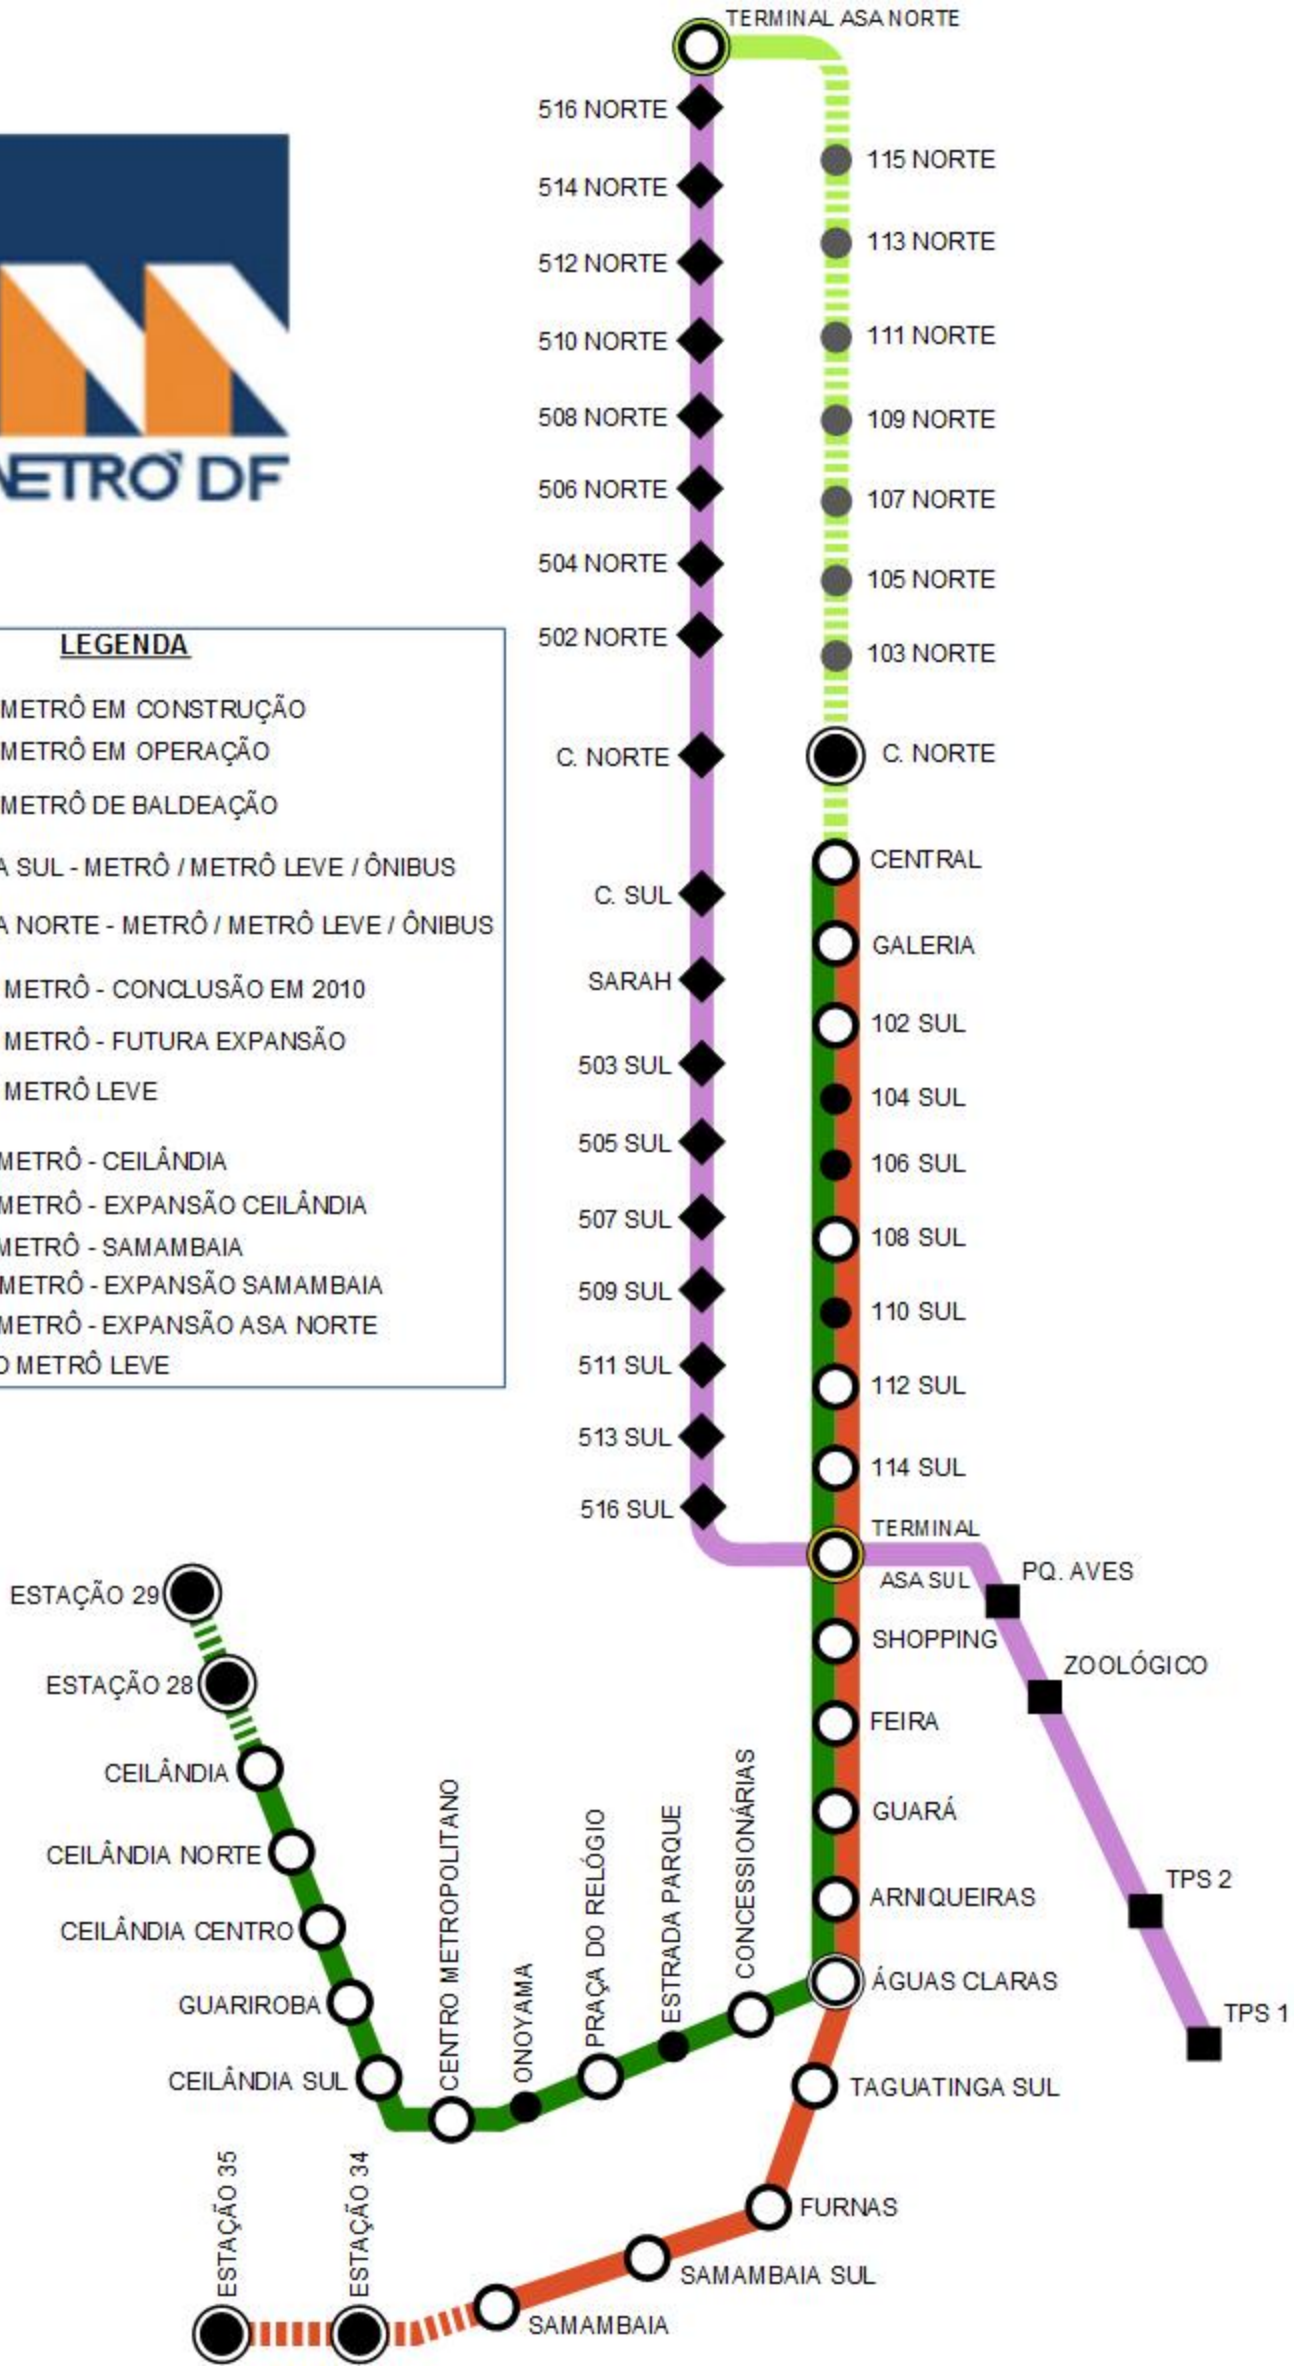 TERMINAL ASA NORTE
516 NORTE
514 NORTE
512 NORTE
510 NORTE
508 NORTE
506 NORTE
504 NORTE
502 NORTE
C. NORTE
C. SUL
SARAH
503 SUL
505 SUL
507 SUL
509 SUL
511 SUL
513 SUL
516 SUL
115 NORTE
113 NORTE
111 NORTE
109 NORTE
107 NORTE
105 NORTE
103 NORTE
C. NORTE
CENTRAL
GALERIA
102 SUL
104 SUL
106 SUL
108 SUL
110 SUL
112 SUL
114 SUL
TERMINAL
ASA SUL
SHOPPING
FEIRA
GUARÁ
ARNIQUEIRAS
ÁGUAS CLARAS
PQ. AVES
ZOOLÓGICO
TPS 2
TPS 1
ETRÔ DF
LEGENDA
METRÔ EM CONSTRUÇÃO
METRÔ EM OPERAÇÃO
METRÔ DE BALDEAÇÃO
A SUL - METRÔ / METRÔ LEVE / ÔNIBUS
A NORTE - METRÔ / METRÔ LEVE / ÔNIBUS
METRÔ - CONCLUSÃO EM 2010
METRÔ - FUTURA EXPANSÃO
METRÔ LEVE
METRÔ - CEILÂNDIA
METRÔ - EXPANSÃO CEILÂNDIA
METRÔ - SAMAMBAIA
METRÔ - EXPANSÃO SAMAMBAIA
METRÔ - EXPANSÃO ASA NORTE
O METRÔ LEVE
ESTAÇÃO 29
ESTAÇÃO 28
CEILÂNDIA
CEILÂNDIA NORTE
CEILÂNDIA CENTRO
GUARIROBA
CEILÂNDIA SUL
CENTRO METROPOLITANO
ONOYAMA
PRAÇA DO RELÓGIO
ESTRADA PARQUE
CONCESSIONÁRIAS
TAGUATINGA SUL
FURNAS
SAMAMBAIA SUL
SAMAMBAIA
ESTAÇÃO 34
ESTAÇÃO 35